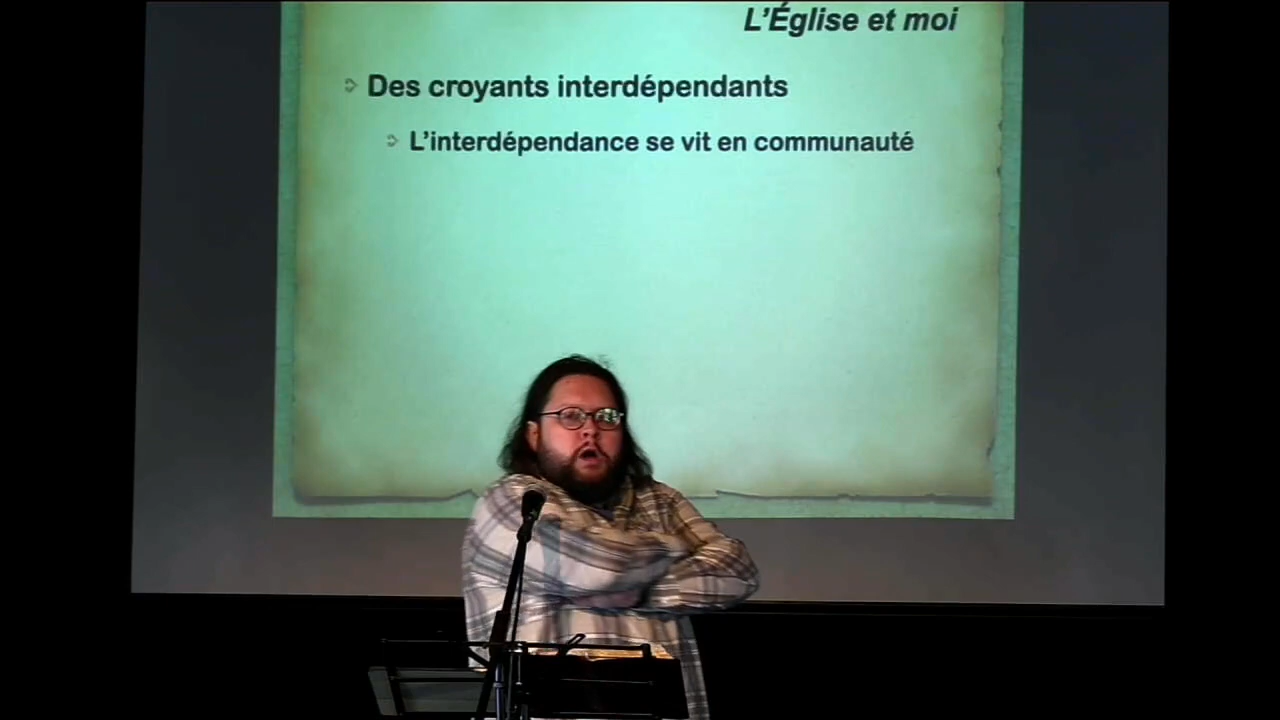 L'Église et moi
Des croyants interdépendants
L'interdépendance se vit en communauté